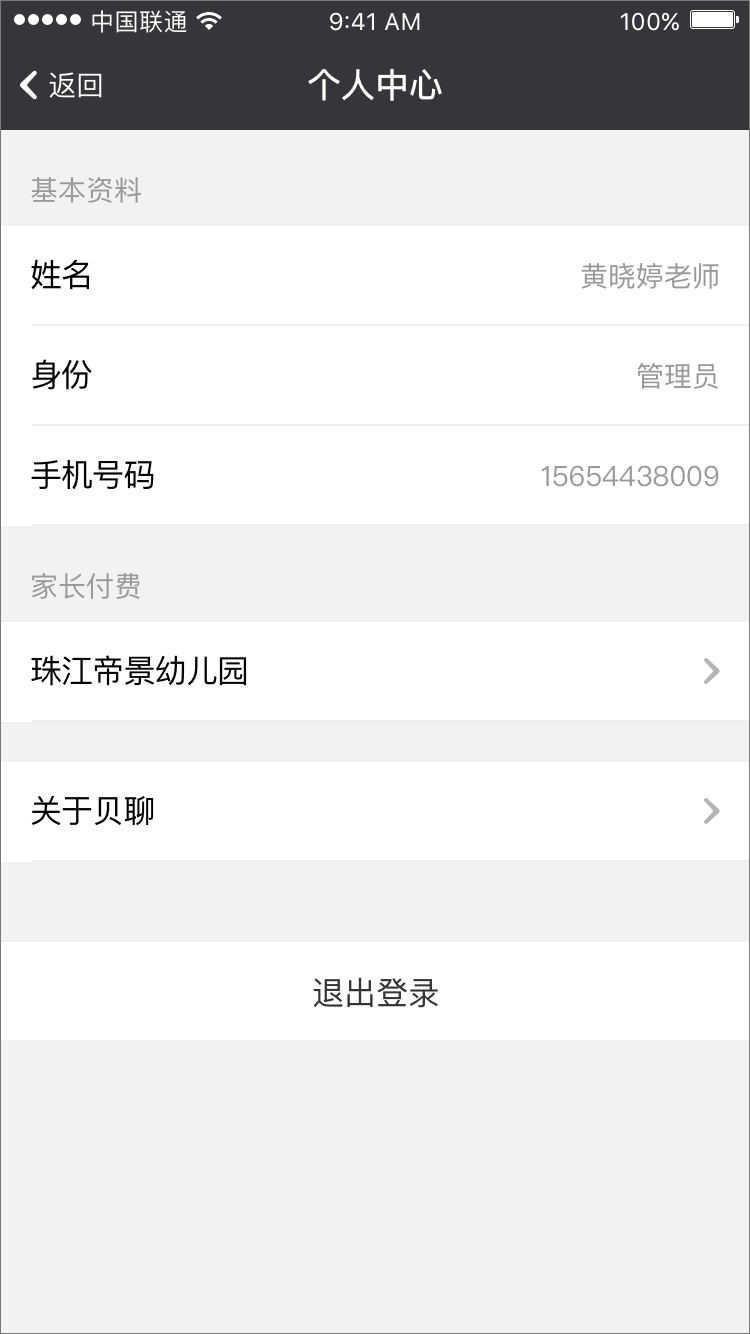 中国联通 9:41 AM 100%
返回 个人中心
基本资料
姓名 黄晓婷老师
身份 管理员
手机号码 15654438009
家长付费
珠江帝景幼儿园
关于贝聊
退出登录